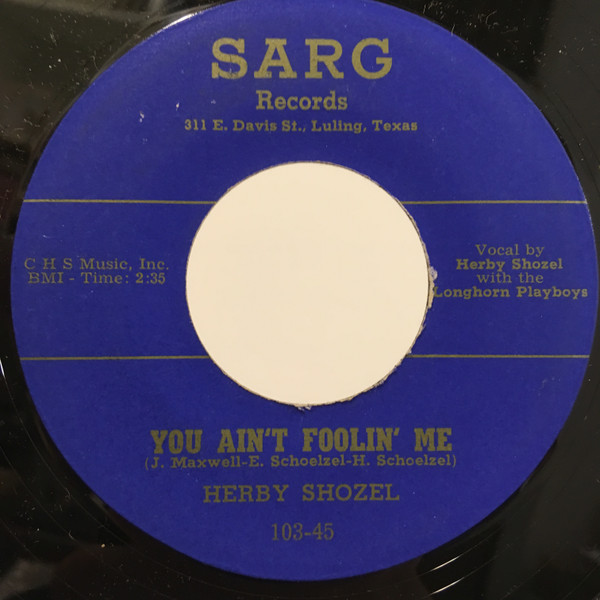 SARG
Records
311 E. Davis St., Luling, Texas
C H S Music, Inc.
BMI - Time: 2:35
Vocal by
Herby Shozel
with the
Longhorn Playboys
YOU AIN'T FOOLIN' ME
(J. Maxwell-E. Schoelzel-H. Schoelzel)
HERBY SHOZEL
103-45